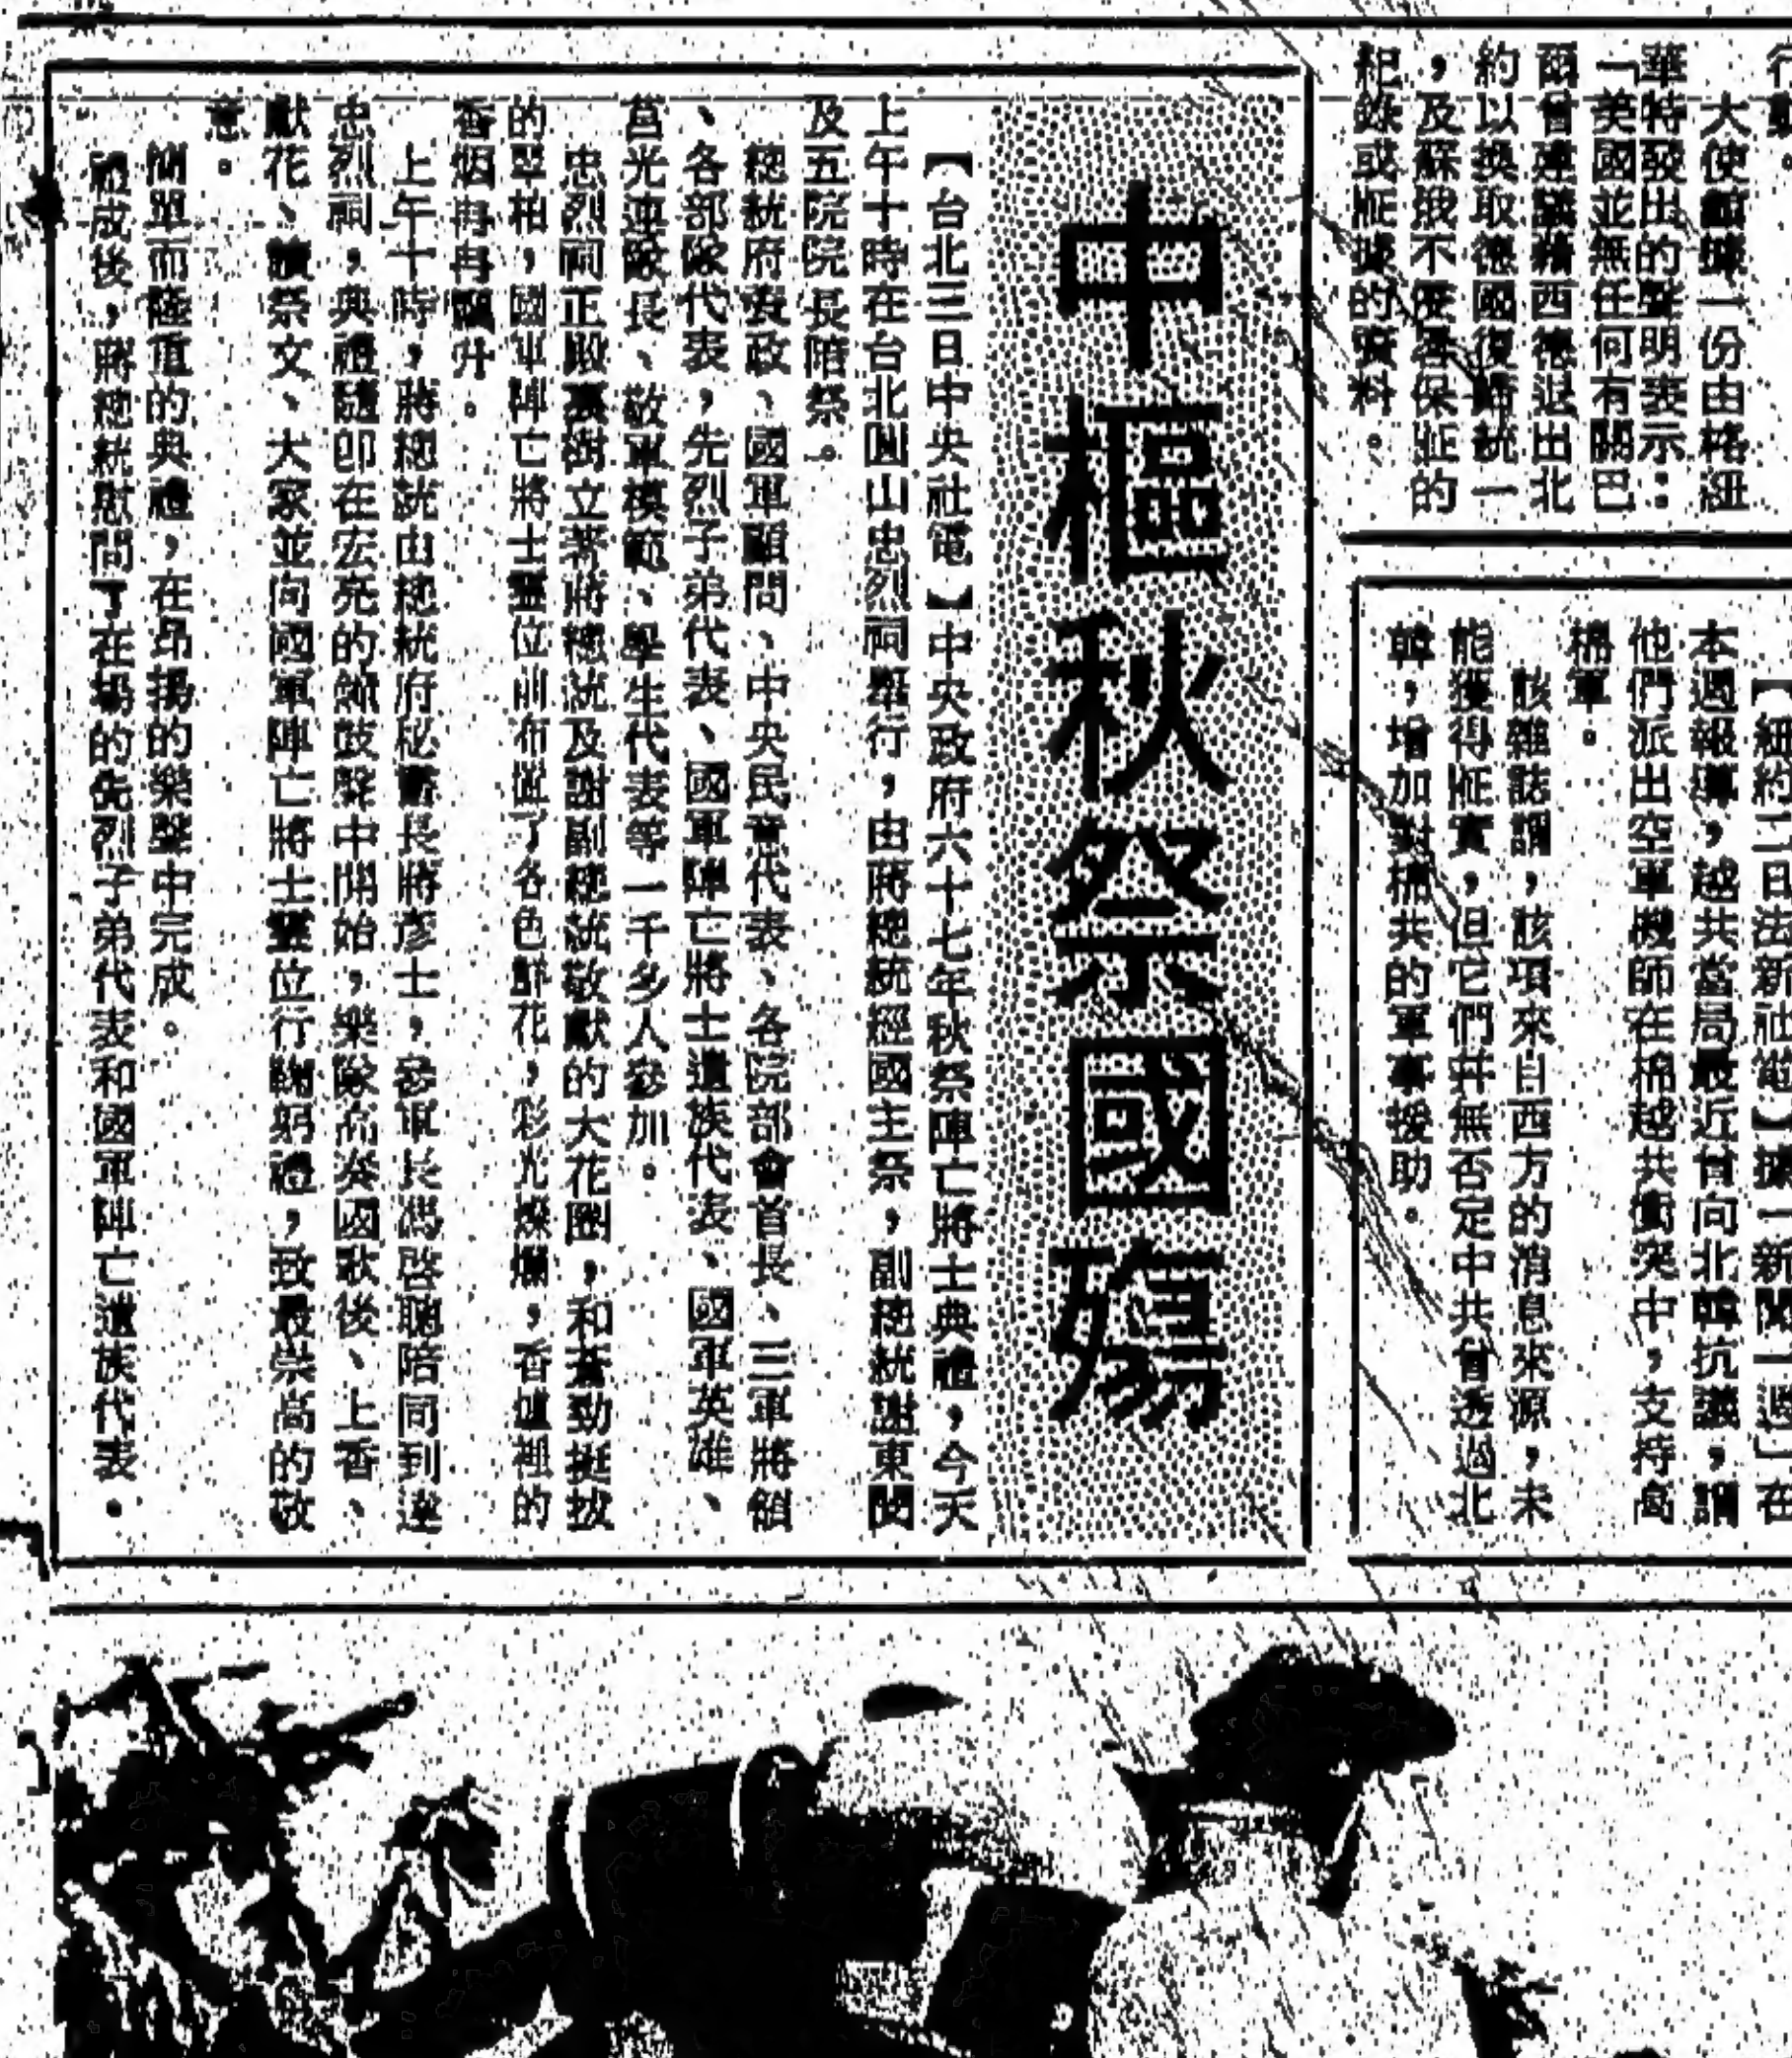 行動。
大使館據一份由格紐
華特發出的聲明表示：
「美國並無任何有關巴
爾曾建議精西德退出北
約以換取德國復歸統一
，及蘇俄不侵害保证的
紀錄或证據的資料。
【紐約二日法新社電】據「新聞一週」在
本週報導，越共當局最近曾向北韓抗議，謂
他們派出空軍機師在棉越共衝突中，支持高
棉軍。
該雜誌謂，該項來自西方的消息來源，未
能獲得证實，但它們幷無否定中共曾透過北
韓，增加對棉共的軍事援助。
中樞秋祭國殤
【台北三日中央社電】中央政府六十七年秋祭陣亡將士典禮，今天
上午十時在台北圓山忠烈祠舉行，由蔣總統經國主祭，副總統謝東閔
及五院院長陪祭。
總統府資政、國軍顧問、中央民意代表、各院部會首長、三軍將領
、各部隊代表，先烈子弟代表、國軍陣亡將士遺族代表、國軍英雄、
莒光連隊長、敬軍模範、學生代表等一千多人參加。
忠烈祠正殿裏樹立著蔣總統及謝副總統敬獻的大花圈，和蒼勁挺拔
的翠柏，國軍陣亡將士靈位前布置了各色鮮花，彩光燦爛，香爐裡的
香烟冉冉飄升。
上午十時，蔣總統由總統府秘書長蔣彥士，參軍長馮啓聰陪同到達
忠烈祠，典禮隨即在宏亮的鐘鼓聲中開始，樂隊高奏國歌後、上香、
獻花、讀祭文、大家並向國軍陣亡將士靈位行鞠躬禮，致最崇高的敬
意。
簡單而隆重的典禮，在昂揚的樂聲中完成。
禮成後，蔣總統慰問了在場的先烈子弟代表和國軍陣亡遺族代表。